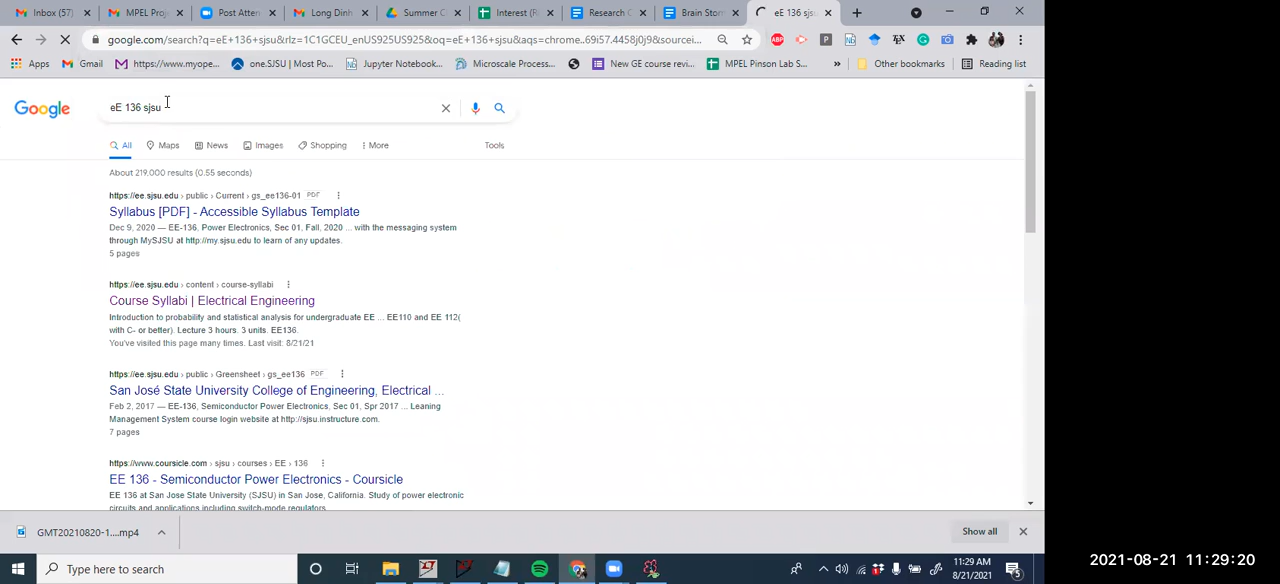 Inbox (57)
MPEL Proj
Post Atten
Long Dinh
Summer C
Interest (R
Research C
Brain Storm
eE 136 sjsu
google.com/search?q=eE+136+sjsu&rlz=1C1GCEU_enUS925US925&oq=eE+136+sjsu&aqs=chrome..69i57.4458j0j9&sourcei...
Apps
Gmail
https://www.myope...
one.SJSU | Most Po...
Jupyter Notebook...
Microscale Process...
New GE course revi...
MPEL Pinson Lab S...
»
Other bookmarks
Reading list
Google
eE 136 sjsu
All
Maps
News
Images
Shopping
More
Tools
About 219,000 results (0.55 seconds)
https://ee.sjsu.edu › public › Current › gs_ee136-01 PDF
Syllabus [PDF] - Accessible Syllabus Template
Dec 9, 2020 — EE-136, Power Electronics, Sec 01, Fall, 2020 ... with the messaging system
through MySJSU at http://my.sjsu.edu to learn of any updates.
5 pages
https://ee.sjsu.edu › content › course-syllabi
Course Syllabi | Electrical Engineering
Introduction to probability and statistical analysis for undergraduate EE ... EE110 and EE 112(
with C- or better). Lecture 3 hours. 3 units. EE136.
You've visited this page many times. Last visit: 8/21/21
https://ee.sjsu.edu › public › Greensheet › gs_ee136 PDF
San José State University College of Engineering, Electrical ...
Feb 2, 2017 — EE-136, Semiconductor Power Electronics, Sec 01, Spr 2017 ... Leaning
Management System course login website at http://sjsu.instructure.com.
7 pages
https://www.coursicle.com › sjsu › courses › EE › 136
EE 136 - Semiconductor Power Electronics - Coursicle
EE 136 at San Jose State University (SJSU) in San Jose, California. Study of power electronic
circuits and applications including switch-mode regulators.
GMT20210820-1....mp4
Show all
Type here to search
11:29 AM
8/21/2021
5
2021-08-21 11:29:20